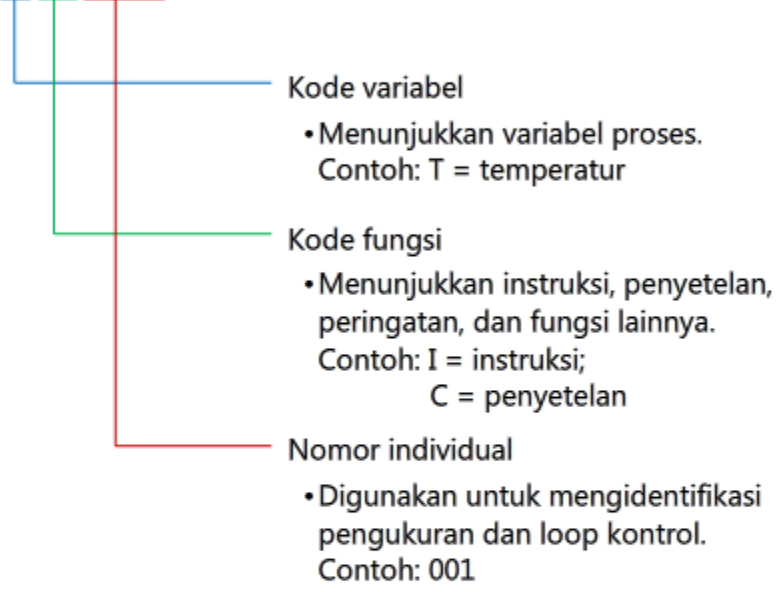 Kode variabel
•Menunjukkan variabel proses.
Contoh: T = temperatur
Kode fungsi
•Menunjukkan instruksi, penyetelan,
peringatan, dan fungsi lainnya.
Contoh: I = instruksi;
C = penyetelan
Nomor individual
•Digunakan untuk mengidentifikasi
pengukuran dan loop kontrol.
Contoh: 001